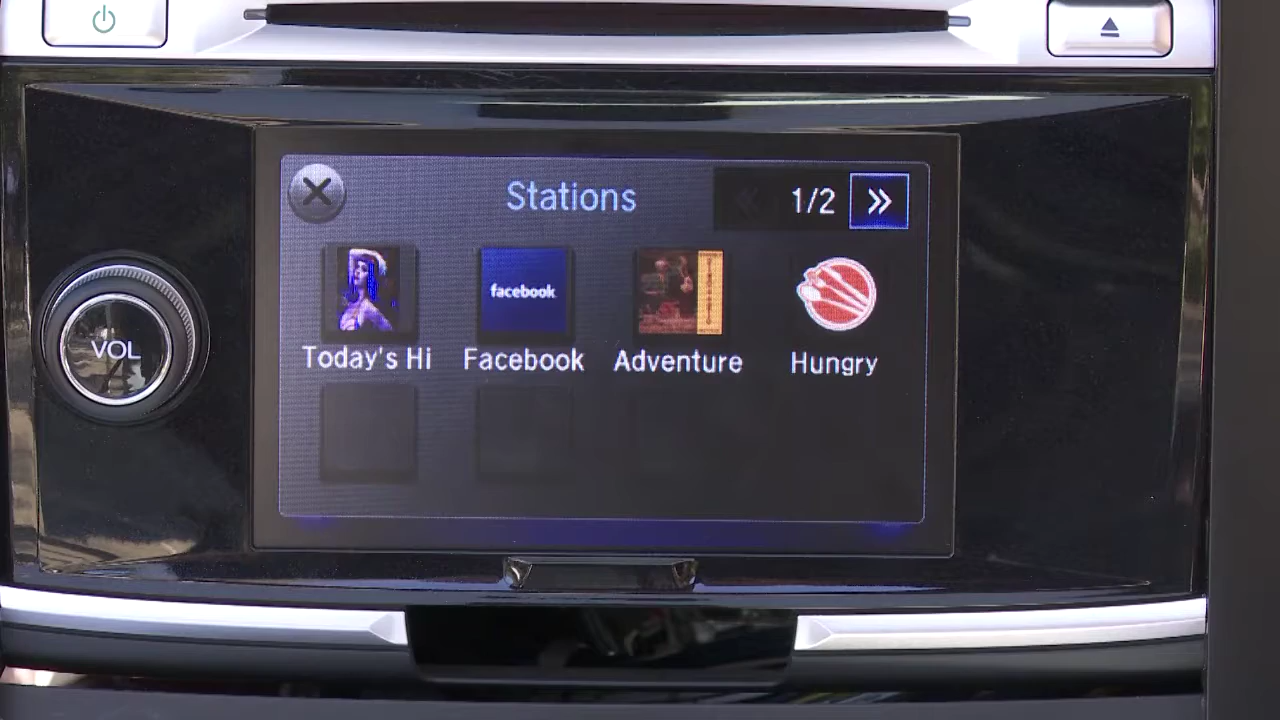 Stations
1/2
facebook
Today's Hi
Facebook
Adventure
Hungry
VOL